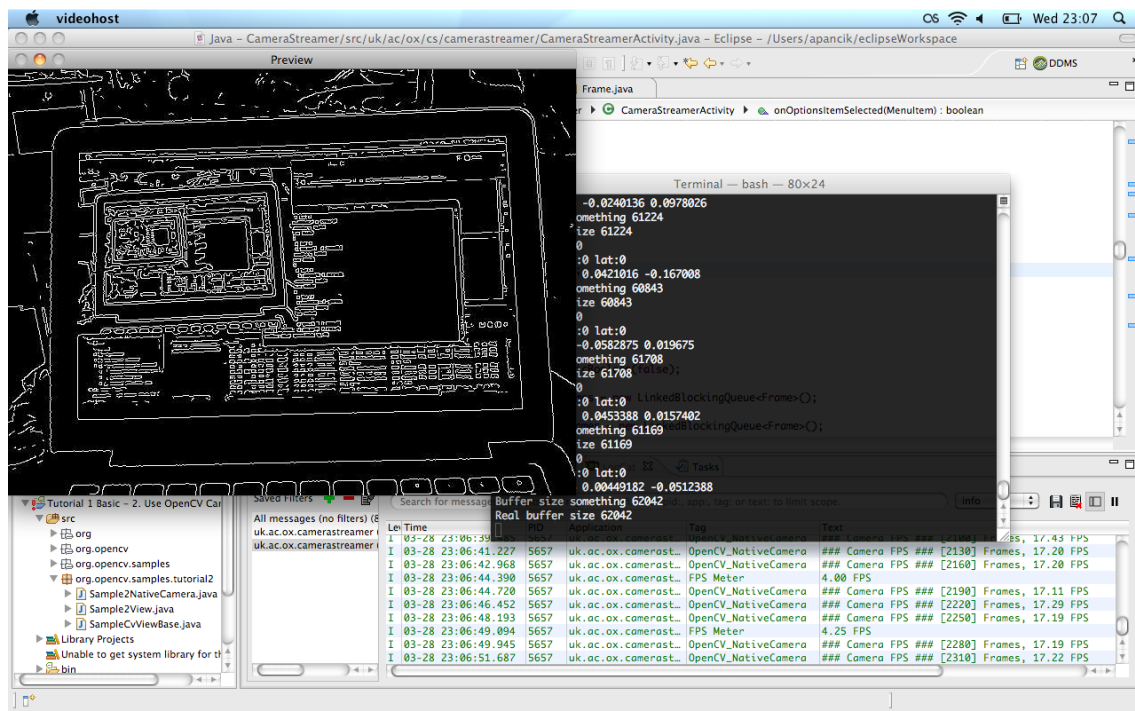 videohost
Wed 23:07
Java – CameraStreamer/src/uk/ac/ox/cs/camerastreamer/CameraStreamerActivity.java – Eclipse – /Users/apancik/eclipseWorkspace
Preview
DDMS
Frame.java
CameraStreamerActivity
onOptionsItemSelected(MenuItem) : boolean
Terminal — bash — 80×24
-0.0240136 0.0978026
omething 61224
ize 61224
0
:0 lat:0
0.0421016 -0.167008
omething 60843
ize 60843
0
:0 lat:0
-0.0582875 0.019675
omething 61708
ize 61708
(false);
0
:0 lat:0
LinkedBlockingQueue<Frame>();
0.0453388 0.0157402
omething 61169
kedBlockingQueue<Frame>();
ize 61169
0
:0 lat:0
Tasks
0.00449182 -0.0512388
Buffer size something 62042
Real buffer size 62042
Tutorial 1 Basic – 2. Use OpenCV Car
src
org
org.opencv
org.opencv.samples
org.opencv.samples.tutorial2
Sample2NativeCamera.java
Sample2View.java
SampleCvViewBase.java
Library Projects
Unable to get system library for th
bin
Saved Filters
Search for message
info
All messages (no filters) (8
uk.ac.ox.camerastreamer (
uk.ac.ox.camerastreamer (
Le Time PID Application Tag Text
I 03-28 23:06:41.227 5657 uk.ac.ox.camerast… OpenCV_NativeCamera ### Camera FPS ### [2130] Frames, 17.20 FPS
I 03-28 23:06:42.968 5657 uk.ac.ox.camerast… OpenCV_NativeCamera ### Camera FPS ### [2160] Frames, 17.20 FPS
I 03-28 23:06:44.390 5657 uk.ac.ox.camerast… FPS Meter 4.00 FPS
I 03-28 23:06:44.720 5657 uk.ac.ox.camerast… OpenCV_NativeCamera ### Camera FPS ### [2190] Frames, 17.11 FPS
I 03-28 23:06:46.452 5657 uk.ac.ox.camerast… OpenCV_NativeCamera ### Camera FPS ### [2220] Frames, 17.29 FPS
I 03-28 23:06:48.193 5657 uk.ac.ox.camerast… OpenCV_NativeCamera ### Camera FPS ### [2250] Frames, 17.19 FPS
I 03-28 23:06:49.094 5657 uk.ac.ox.camerast… FPS Meter 4.25 FPS
I 03-28 23:06:49.945 5657 uk.ac.ox.camerast… OpenCV_NativeCamera ### Camera FPS ### [2280] Frames, 17.19 FPS
I 03-28 23:06:51.687 5657 uk.ac.ox.camerast… OpenCV_NativeCamera ### Camera FPS ### [2310] Frames, 17.22 FPS